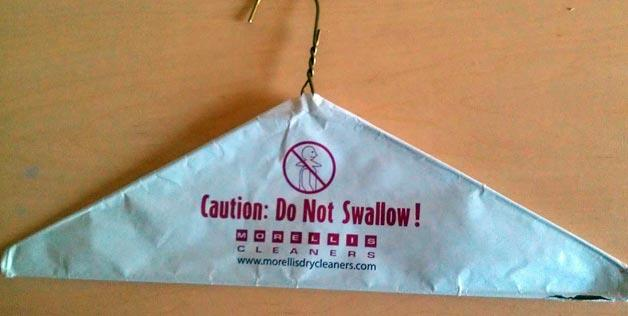 Caution: Do Not Swallow!
MORELLIS
CLEANERS
www.morellisdrycleaners.com